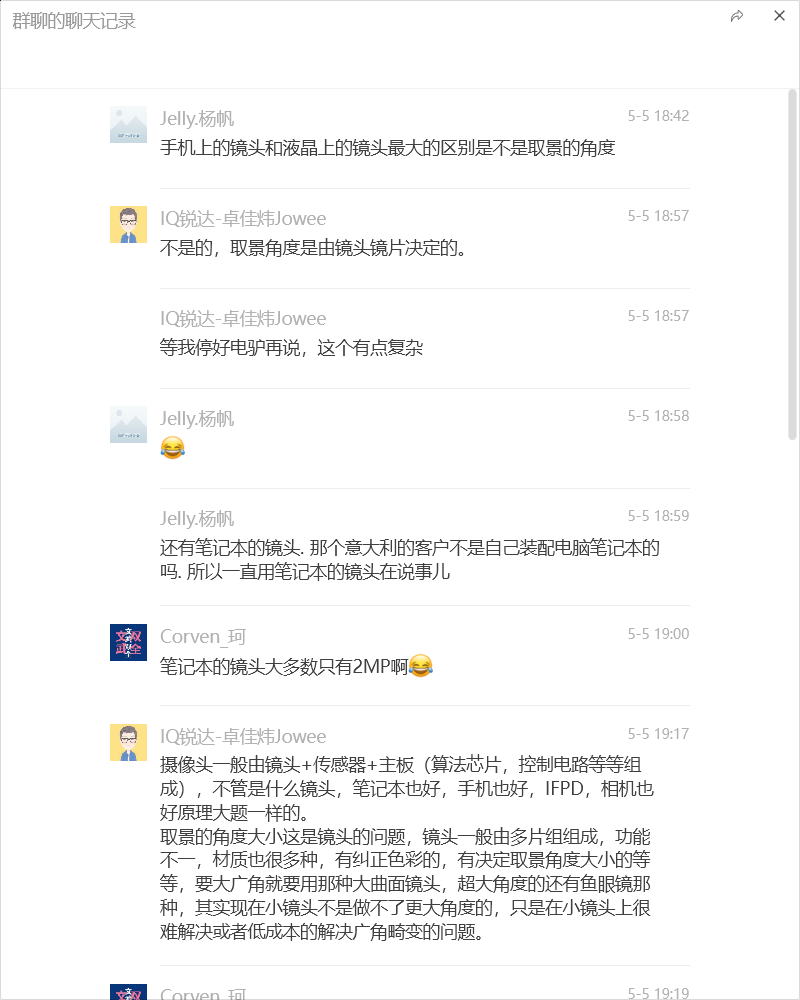 群聊的聊天记录
Jelly.杨帆
5-5 18:42
手机上的镜头和液晶上的镜头最大的区别是不是取景的角度
IQ锐达-卓佳炜Jowee
5-5 18:57
不是的，取景角度是由镜头镜片决定的。
IQ锐达-卓佳炜Jowee
5-5 18:57
等我停好电驴再说，这个有点复杂
Jelly.杨帆
5-5 18:58
😂
Jelly.杨帆
5-5 18:59
还有笔记本的镜头. 那个意大利的客户不是自己装配电脑笔记本的
吗. 所以一直用笔记本的镜头在说事儿
文武双全
Corven_珂
5-5 19:00
笔记本的镜头大多数只有2MP啊😂
IQ锐达-卓佳炜Jowee
5-5 19:17
摄像头一般由镜头+传感器+主板（算法芯片，控制电路等等组
成），不管是什么镜头，笔记本也好，手机也好，IFPD，相机也
好原理大题一样的。
取景的角度大小这是镜头的问题，镜头一般由多片组组成，功能
不一，材质也很多种，有纠正色彩的，有决定取景角度大小的等
等，要大广角就要用那种大曲面镜头，超大角度的还有鱼眼镜那
种，其实现在小镜头不是做不了更大角度的，只是在小镜头上很
难解决或者低成本的解决广角畸变的问题。
Corven_珂
5-5 19:19